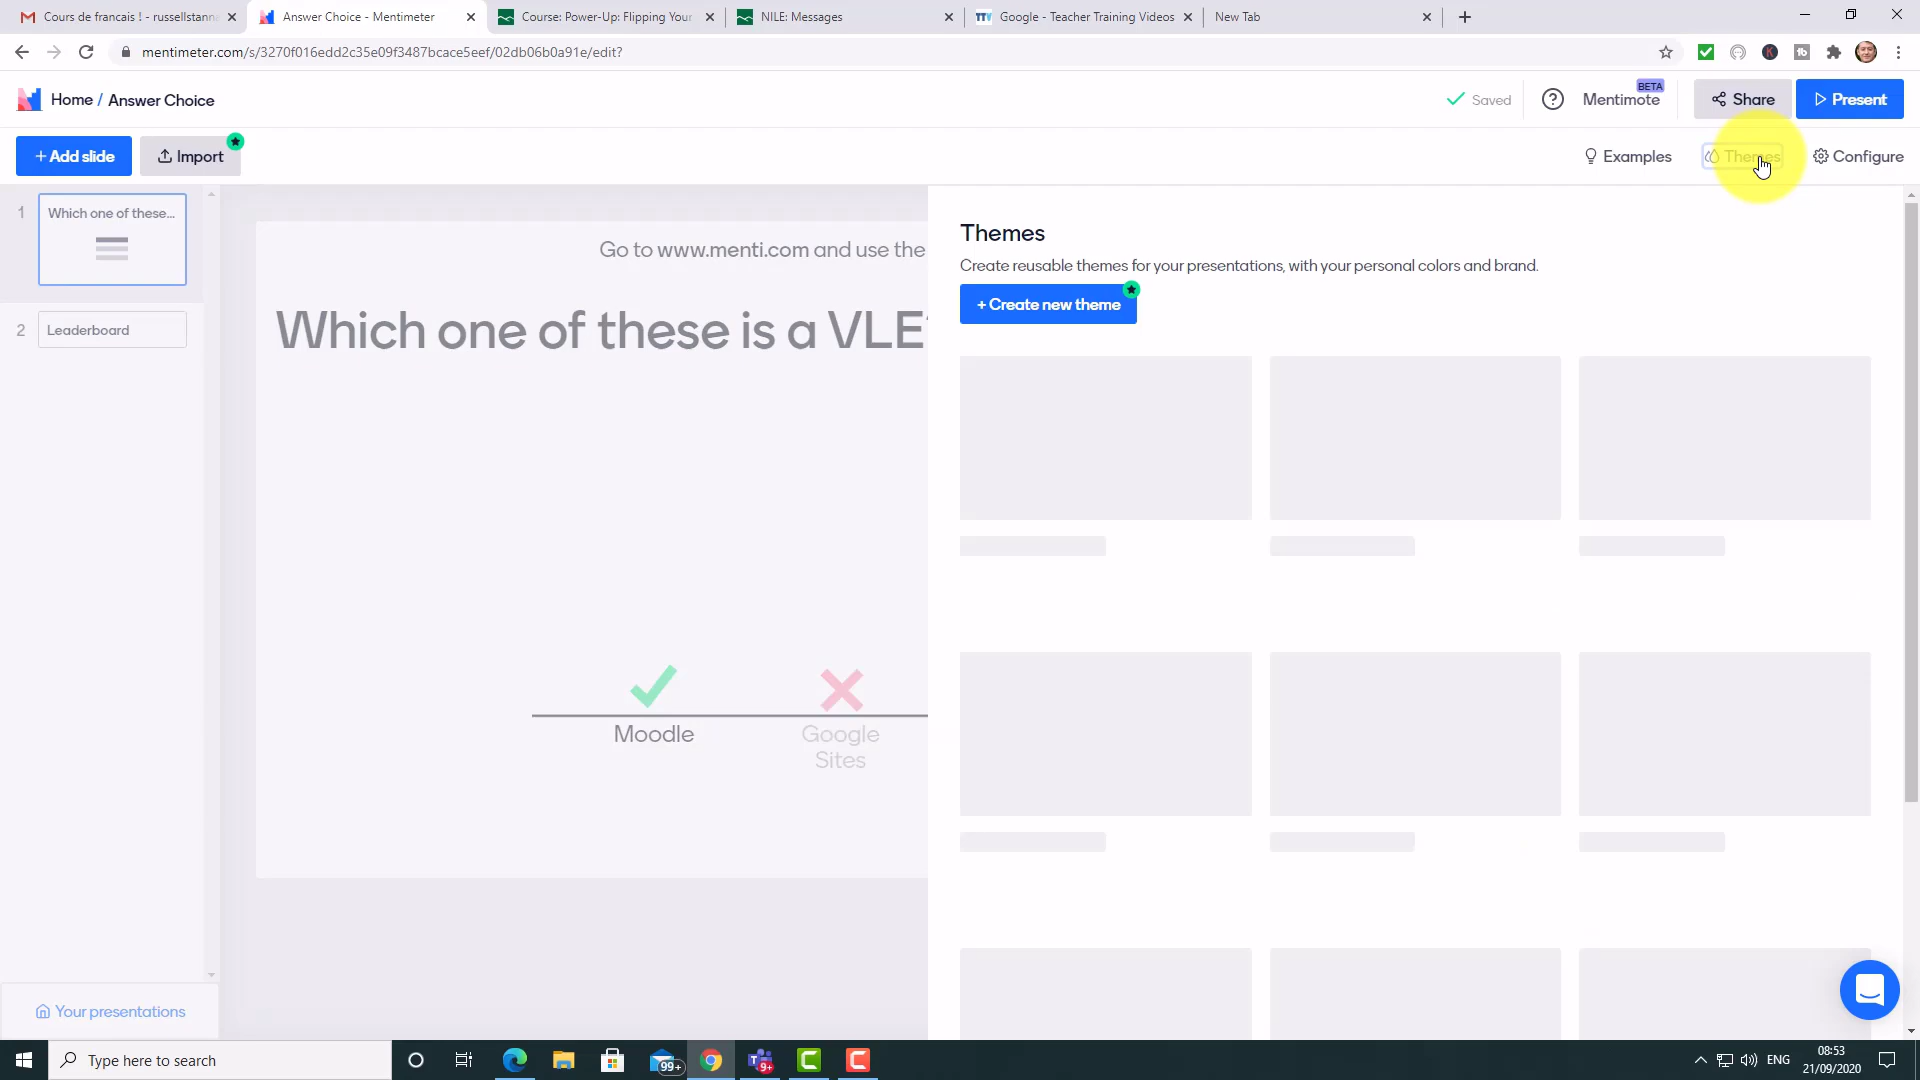 Cours de francais ! - russellstanne
Answer Choice - Mentimeter
Course: Power-Up: Flipping Your
NILE: Messages
TTV
Google - Teacher Training Videos
New Tab
mentimeter.com/s/3270f016edd2c35e09f3487bcace5eef/02db06b0a91e/edit?
Home / Answer Choice
Saved
Mentimote
BETA
Share
Present
+ Add slide
Import
Examples
Themes
Configure
1
Which one of these...
2
Leaderboard
Go to www.menti.com and use the
Which one of these is a VLE?
Moodle
Google
Sites
Themes
Create reusable themes for your presentations, with your personal colors and brand.
+ Create new theme
Your presentations
Type here to search
99+
9+
ENG
08:53
21/09/2020